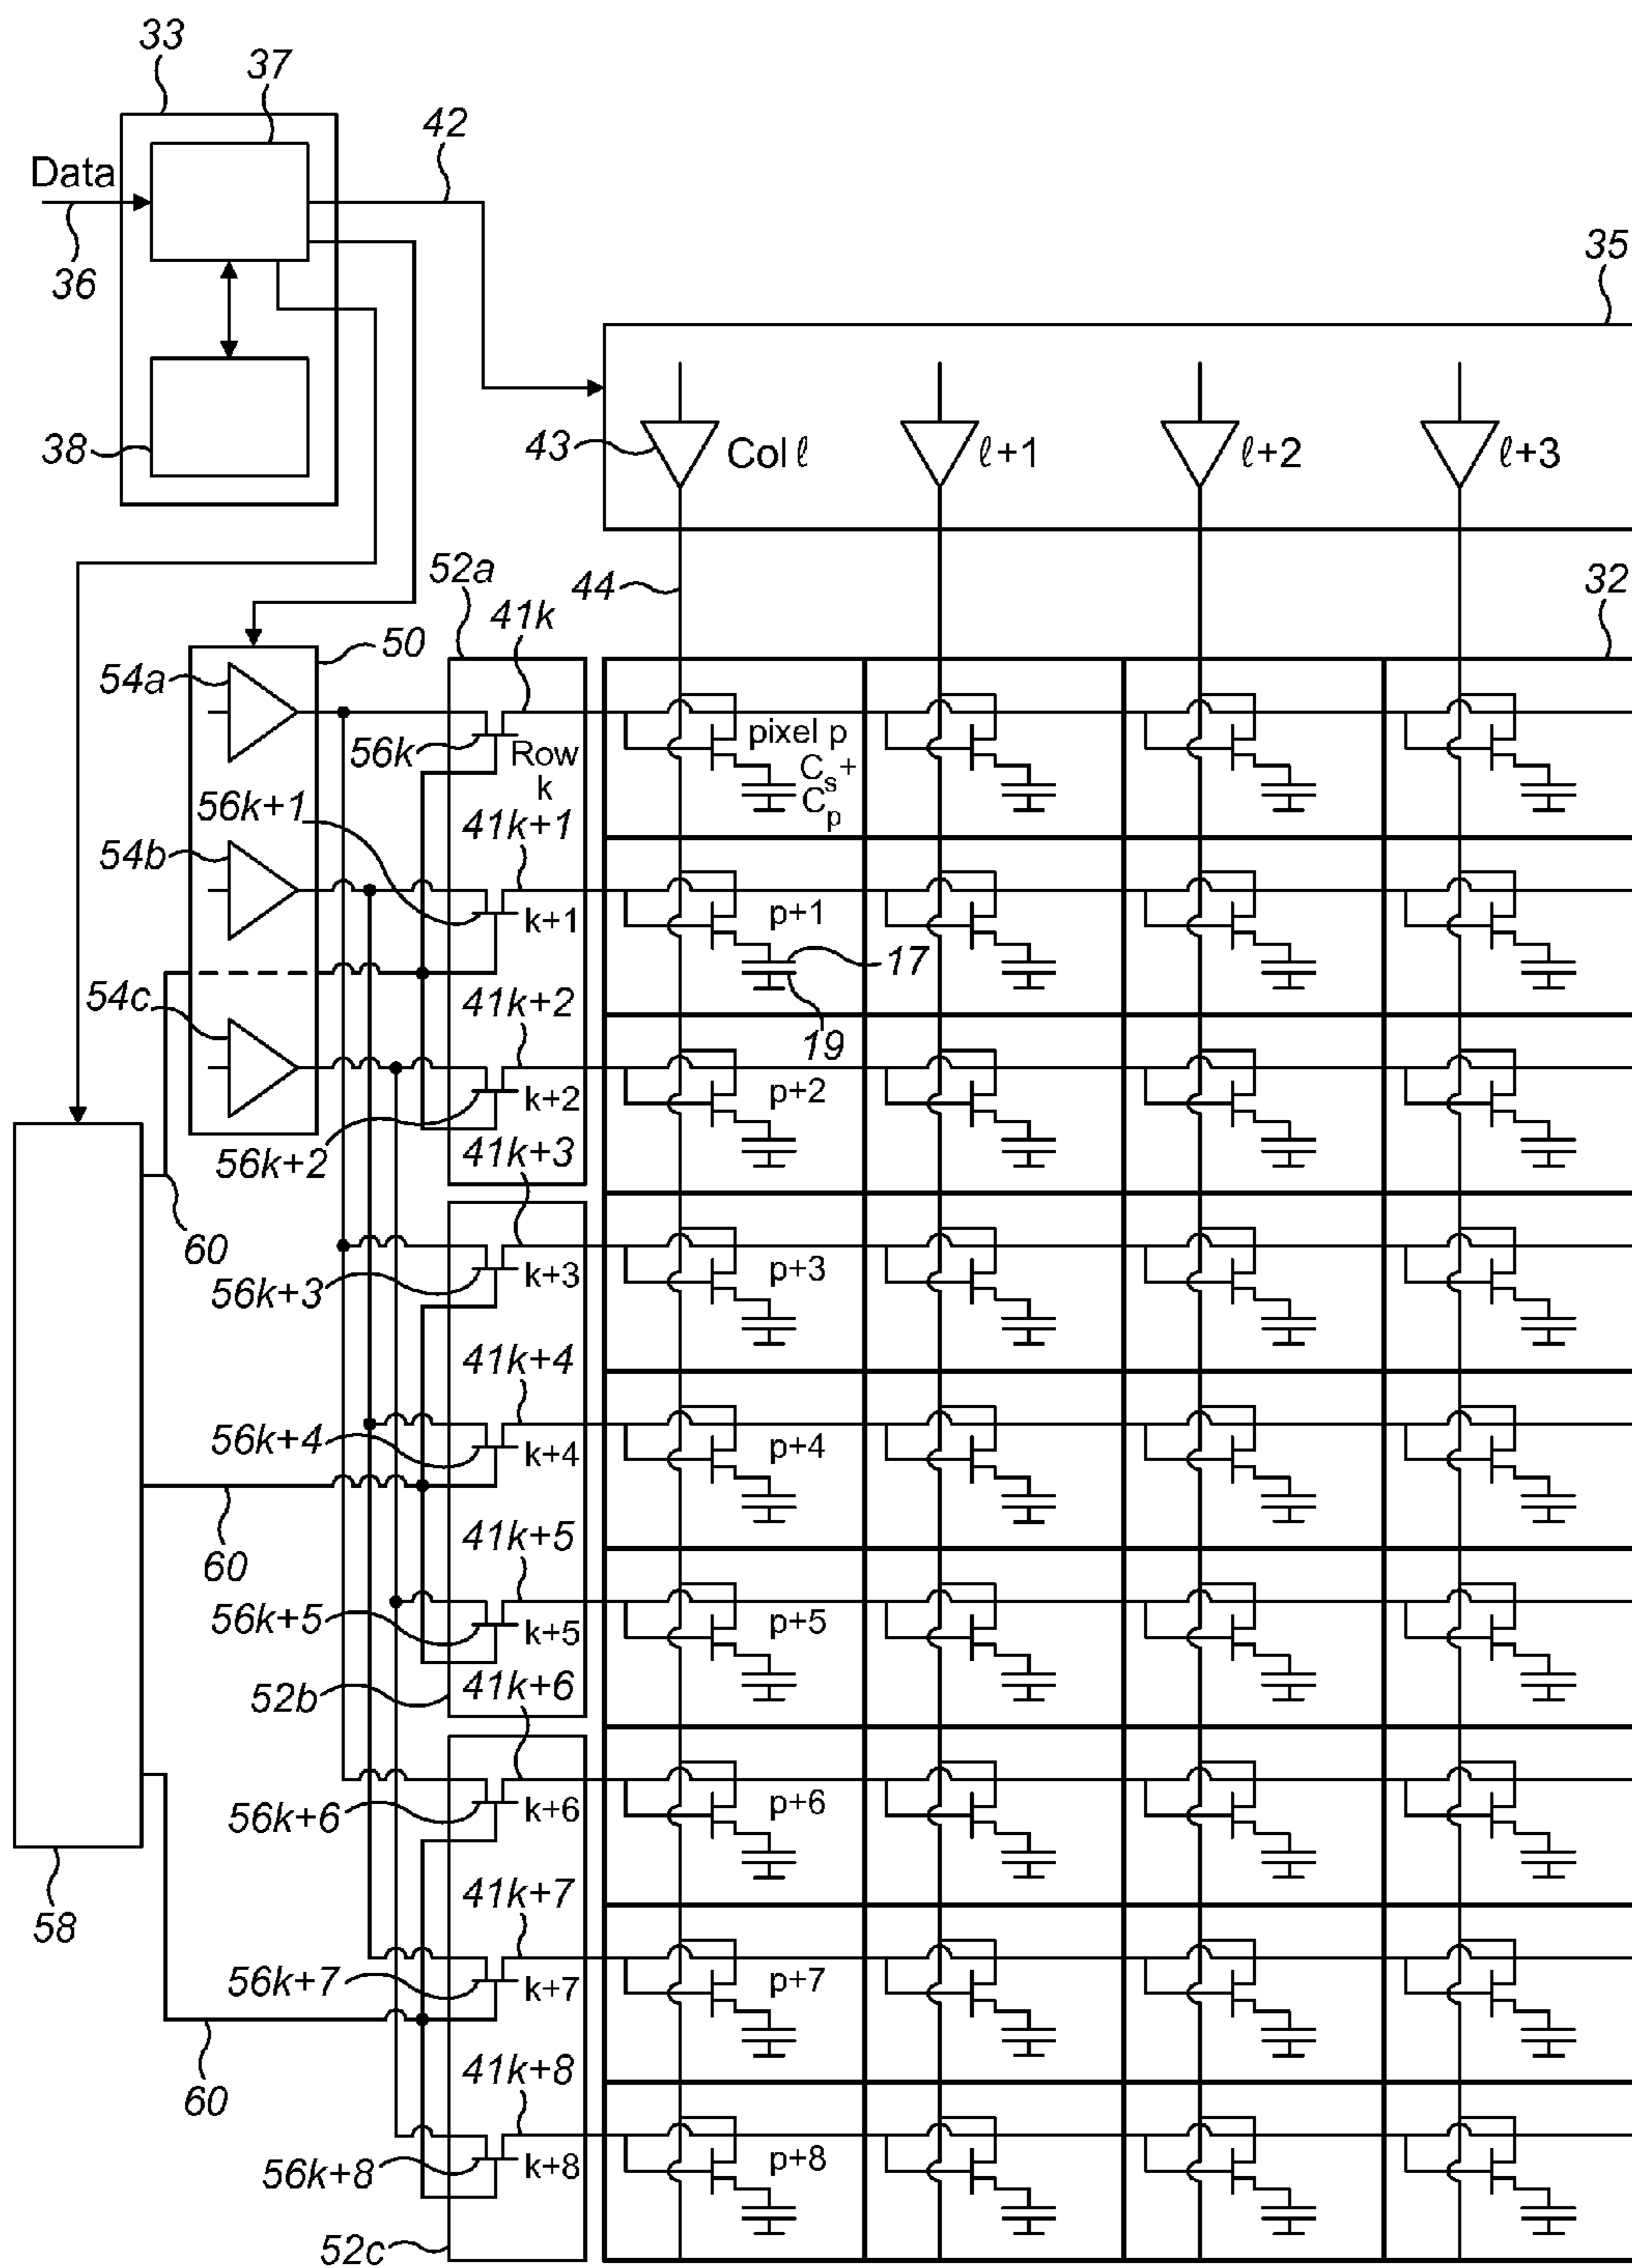 33
37
42
Data
36
35
38
43
Col ℓ
ℓ+1
ℓ+2
ℓ+3
52a
44
32
41k
50
54a
56k
Row
k
pixel p
Cs+
Cp
56k+1
41k+1
54b
k+1
p+1
17
54c
41k+2
19
k+2
p+2
56k+2
41k+3
60
56k+3
k+3
p+3
41k+4
56k+4
k+4
p+4
60
41k+5
56k+5
k+5
p+5
52b
41k+6
56k+6
k+6
p+6
58
41k+7
56k+7
k+7
p+7
60
41k+8
56k+8
k+8
p+8
52c